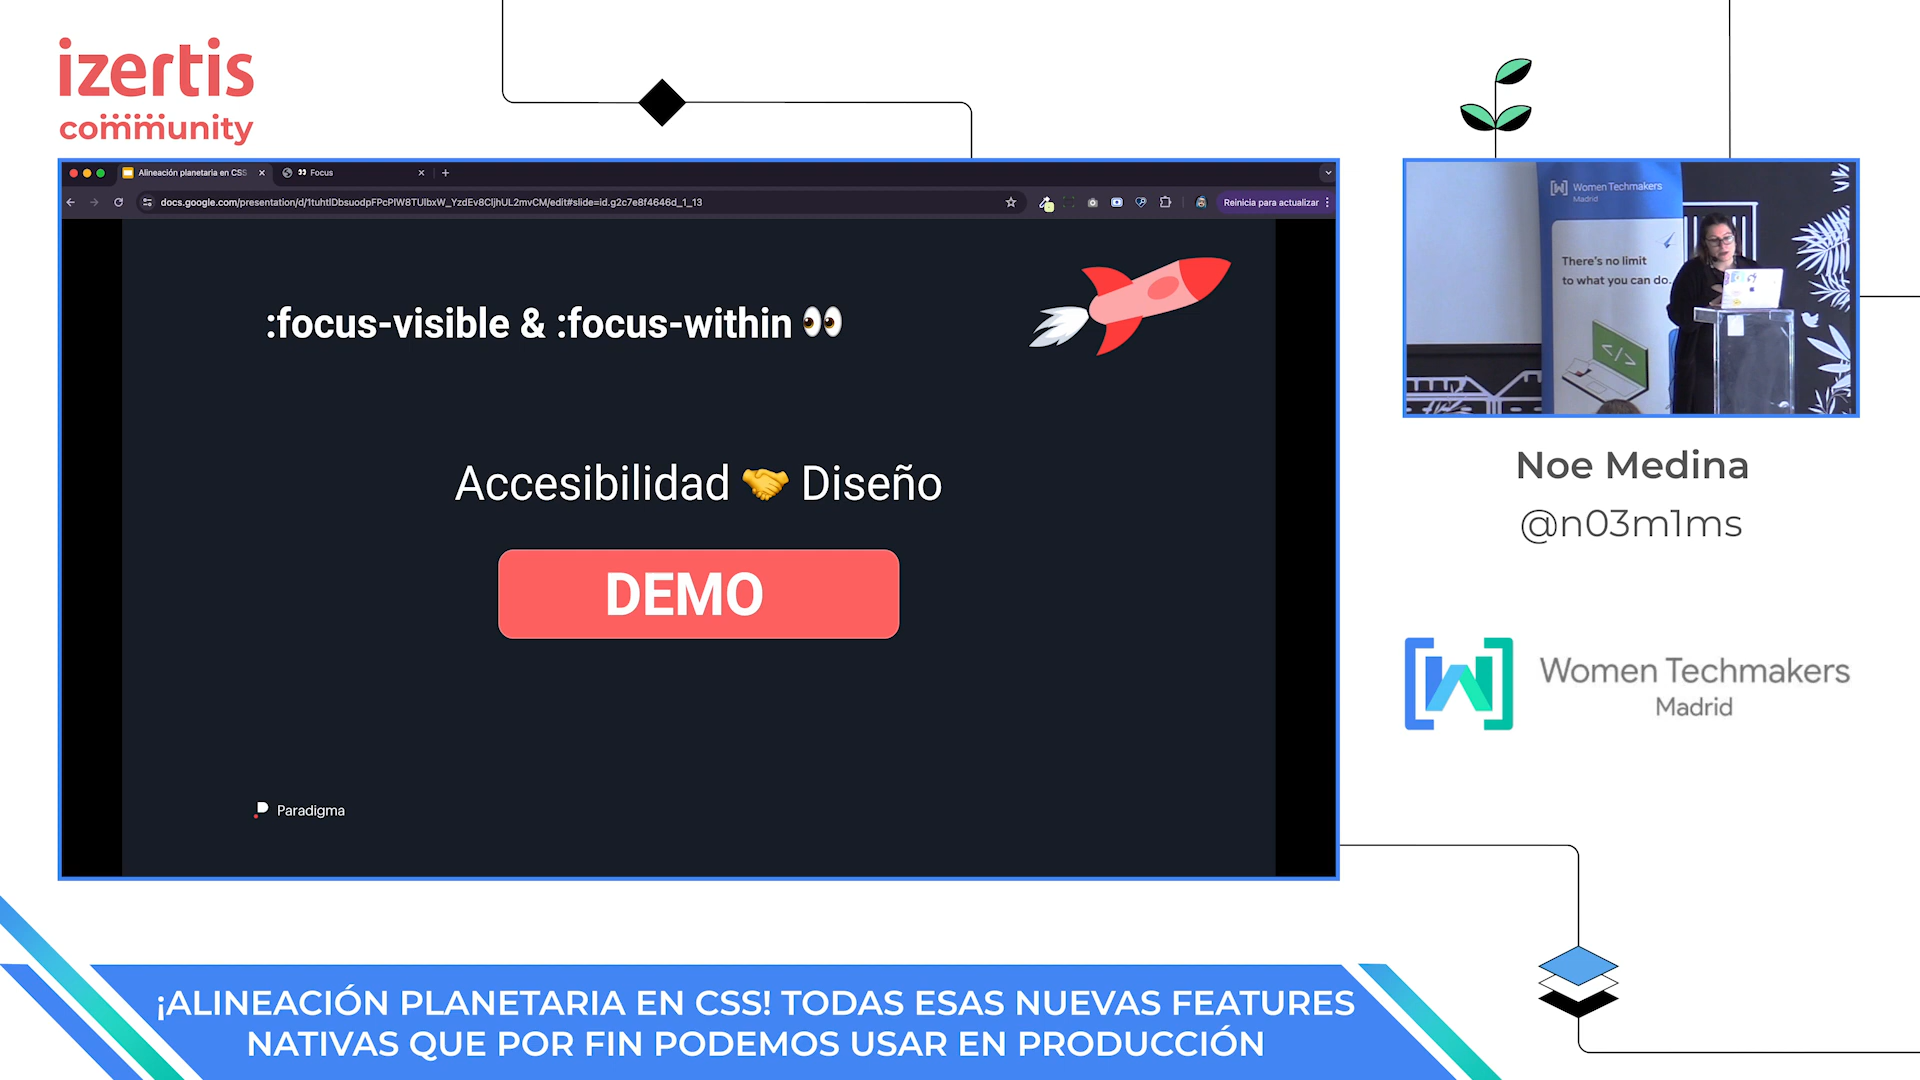 izertis
community
Alineación planetaria en CSS
Focus
docs.google.com/presentation/d/1tuhtIDbsuodpFPcPIW8TUIbxW_YzdEv8CIjhUL2mvCM/edit#slide=id.g2c7e8f4646d_1_13
Reinicia para actualizar
:focus-visible & :focus-within 👀
Accesibilidad 🤝 Diseño
DEMO
Paradigma
Women Techmakers
Madrid
There's no limit
to what you can do.
</>
Noe Medina
@n03m1ms
Women Techmakers
Madrid
¡ALINEACIÓN PLANETARIA EN CSS! TODAS ESAS NUEVAS FEATURES
NATIVAS QUE POR FIN PODEMOS USAR EN PRODUCCIÓN